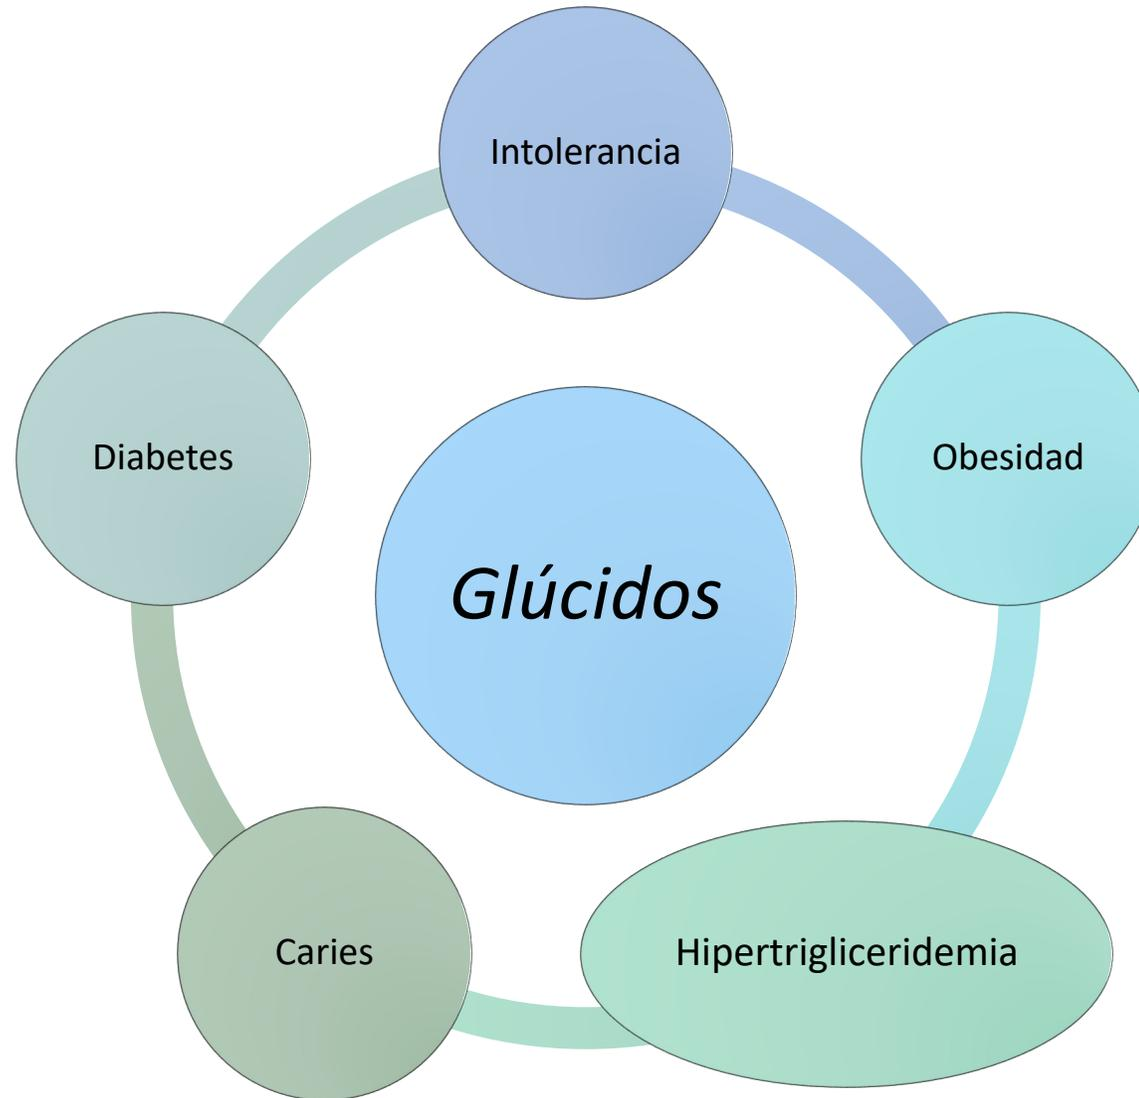 Intolerancia
Diabetes
Obesidad
Glúcidos
Caries
Hipertrigliceridemia